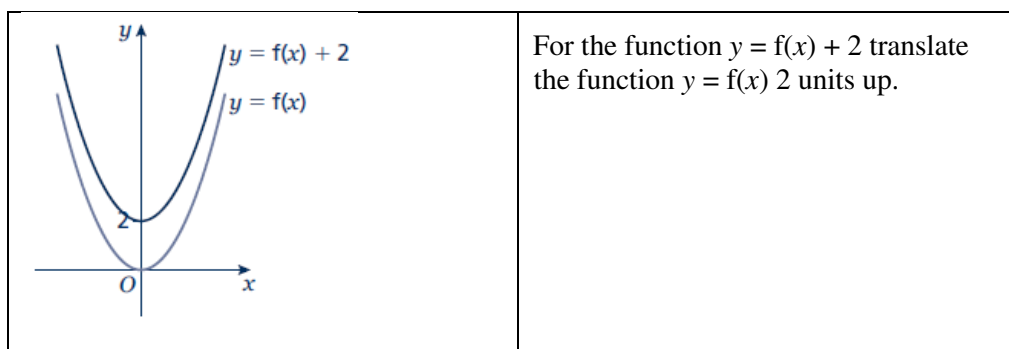 y
y = f(x) + 2
y = f(x)
2
O
x
For the function y = f(x) + 2 translate
the function y = f(x) 2 units up.